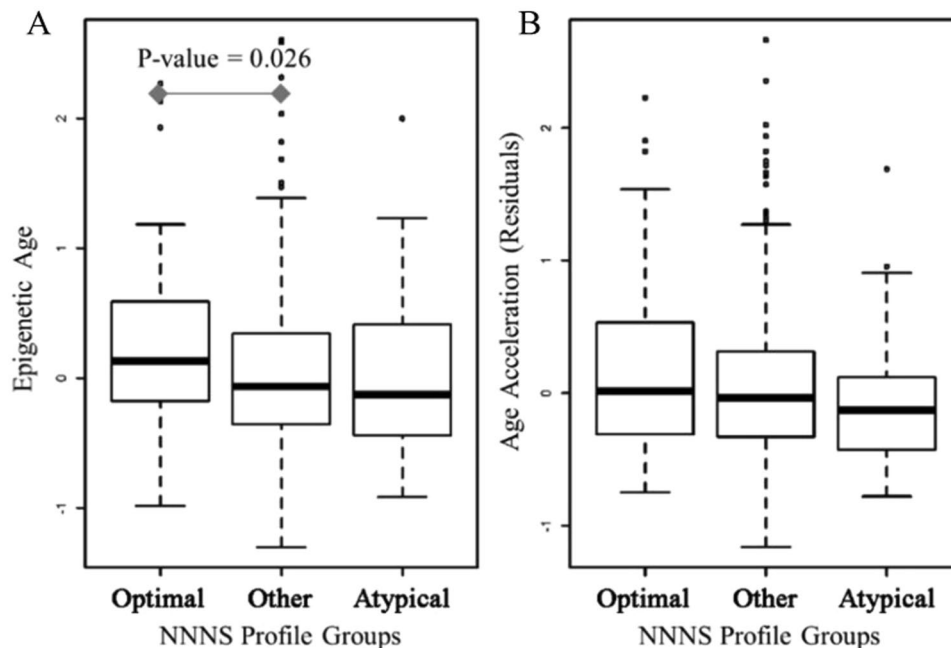 A
P-value = 0.026
Epigenetic Age
2
1
0
-1
Optimal Other Atypical
NNNS Profile Groups
B
Age Acceleration (Residuals)
2
1
0
-1
Optimal Other Atypical
NNNS Profile Groups